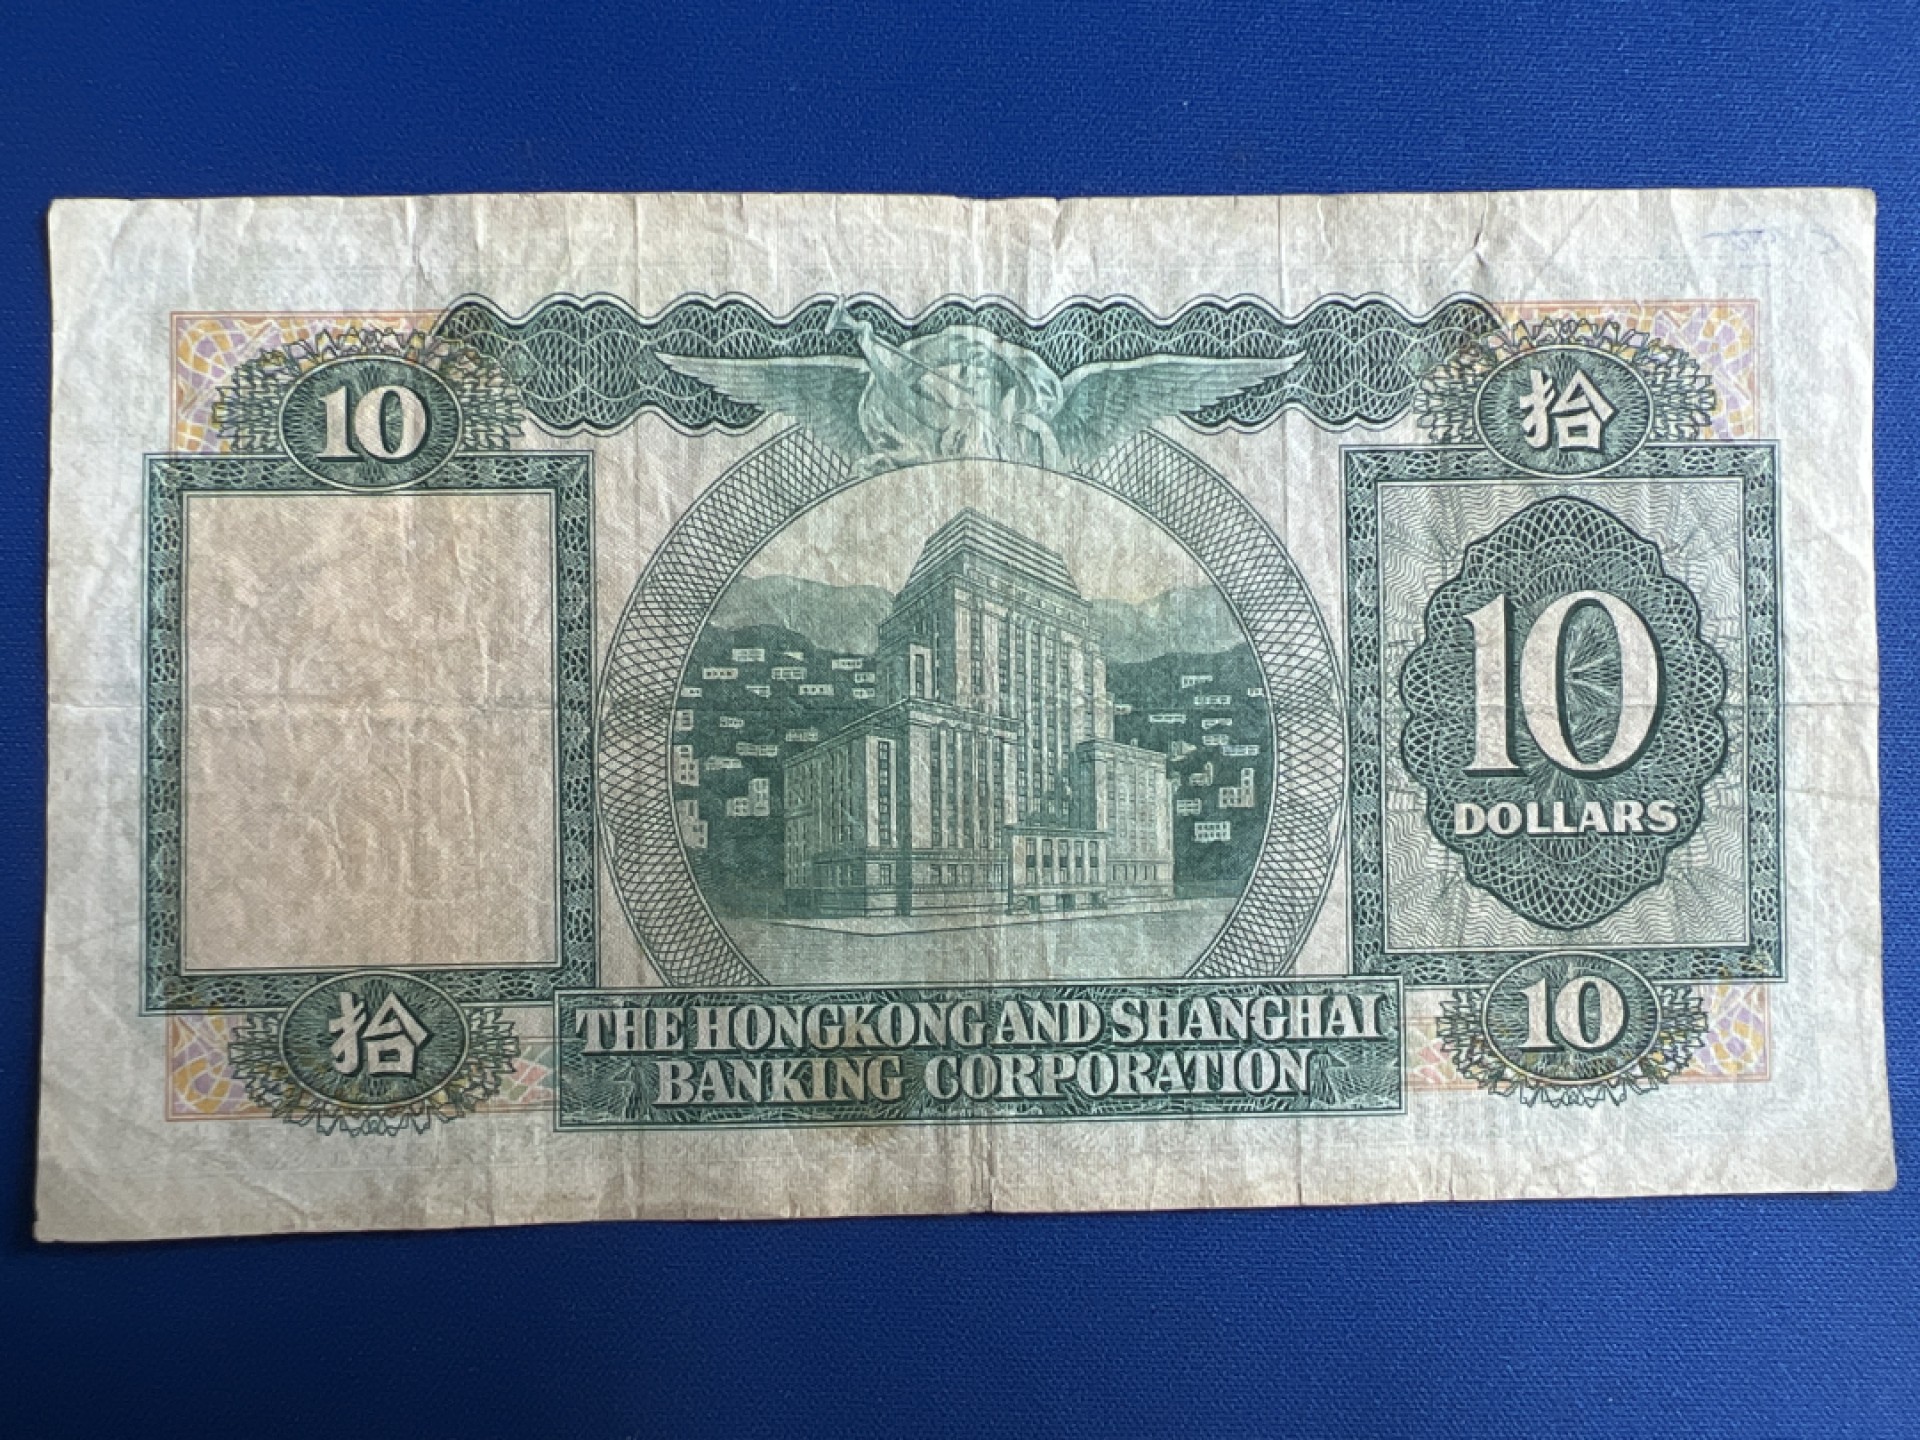 10
拾
10
DOLLARS
拾
10
THE HONGKONG AND SHANGHAI
BANKING CORPORATION